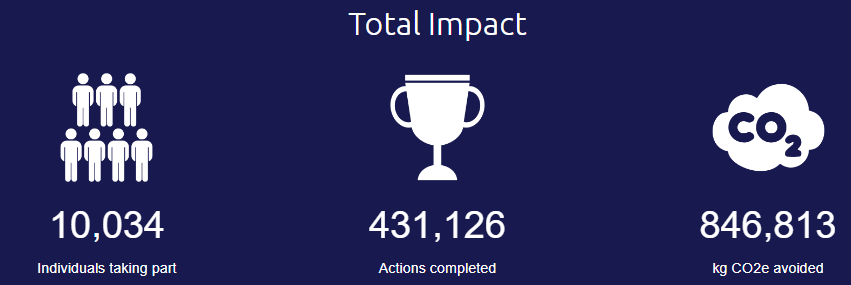 Total Impact
CO2
10,034
431,126
846,813
Individuals taking part
Actions completed
kg CO2e avoided